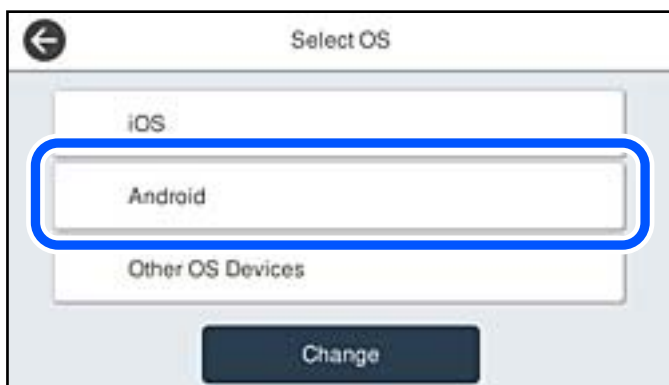 Select OS
iOS
Android
Other OS Devices
Change